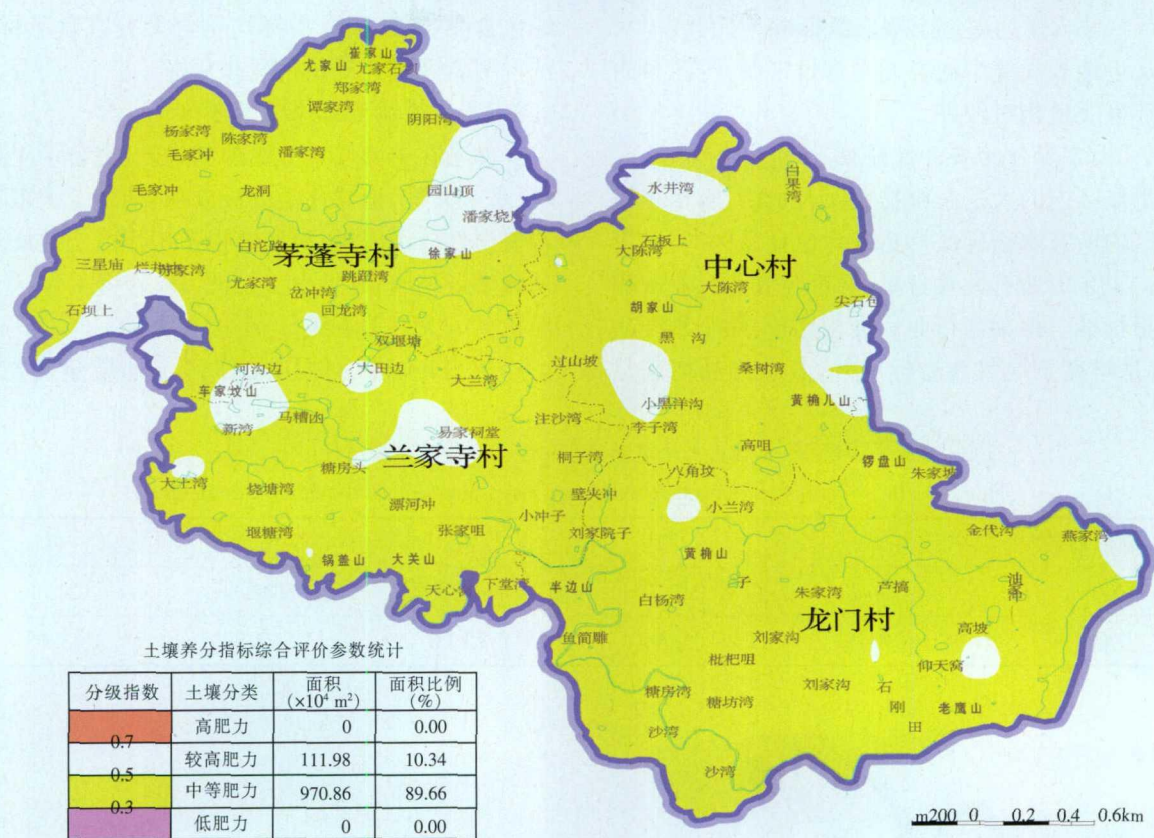 崔家山
尤家山
尤家石
郑家湾
谭家湾
阴阳湾
杨家湾
陈家湾
毛家冲
潘家湾
白果湾
毛家冲
龙洞
园山顶
水井湾
潘家烧
石板上
白沱路
茅蓬寺村
徐家山
大陈湾
三星庙
中心村
尤家湾
跳蹬湾
岔冲湾
大陈湾
石坝上
回龙湾
胡家山
尖石包
双堰塘
黑 沟
河沟边
大田边
大兰湾
过山坡
桑树湾
车家坟山
马糟凼
小黑洋沟
黄桷儿山
新湾
易家祠堂
注沙湾
李子湾
兰家寺村
高咀
大土湾
糖房头
桐子湾
八角坟
锣盘山
朱家坡
烧塘湾
壁夹冲
漂河冲
小冲子
小兰湾
堰糖湾
张家咀
刘家院子
金代沟
燕家湾
锅盖山
大关山
黄桷山
天心
下堂湾
半边山
子
朱家湾
芦搞
白杨湾
龙门村
鱼筒雕
刘家沟
高坡
枇杷咀
仰天窝
糖房湾
糖坊湾
刘家沟
石
刚
田
老鹰山
沙湾
沙湾
土壤养分指标综合评价参数统计
分级指数 土壤分类 面积 (×10⁴ m²) 面积比例 (%)
高肥力 0 0.00
0.7
较高肥力 111.98 10.34
0.5
中等肥力 970.86 89.66
0.3
低肥力 0 0.00
m200 0 0.2 0.4 0.6km